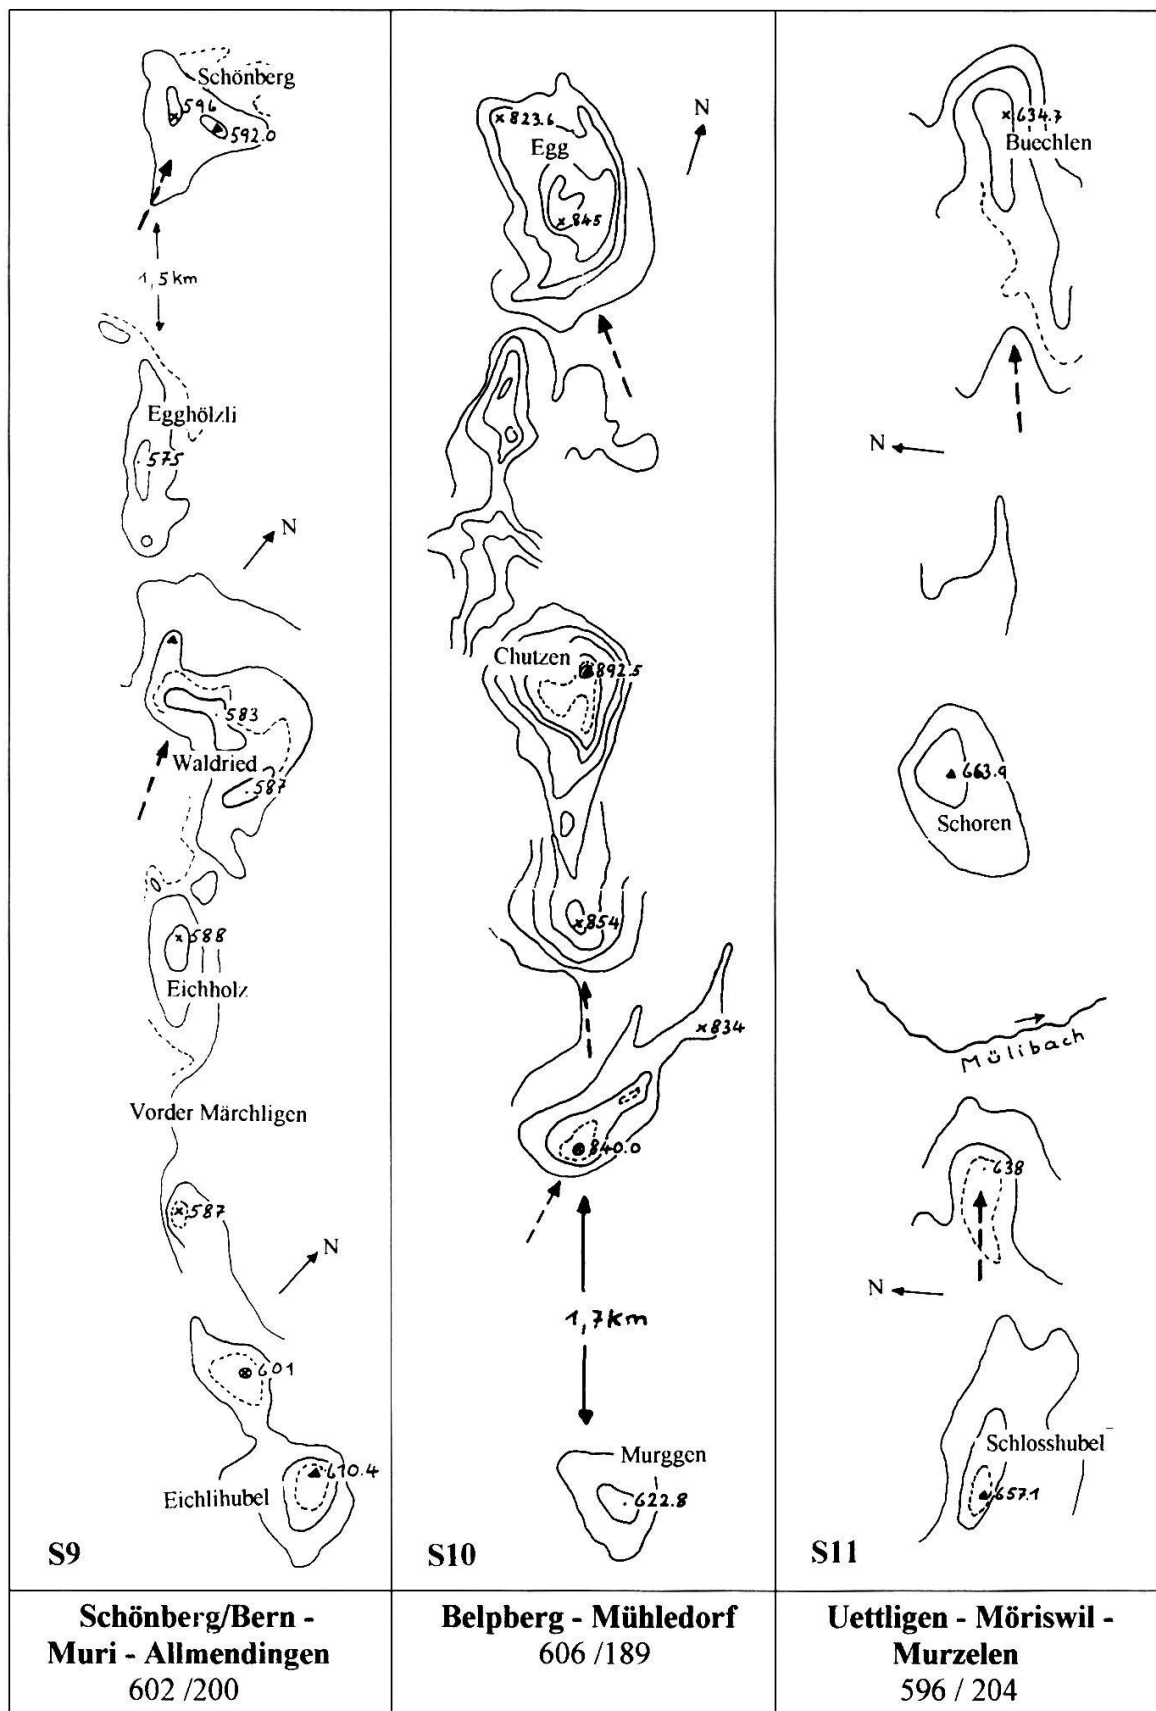 Schönberg
596
592.0
1,5 km
Egghölzli
575
N
583
Waldried
587
588
Eichholz
Vorder Märchligen
587
N
601
610.4
Eichlihubel
S9
Schönberg/Bern -
Muri - Allmendingen
602 /200
823.6
N
Egg
845
Chutzen
892.5
854
834
840.0
1,7km
Murggen
622.8
S10
Belpberg - Mühledorf
606 /189
634.7
Buechlen
N
663.9
Schoren
Mülibach
638
N
Schlosshubel
657.1
S11
Uettligen - Möriswil -
Murzelen
596 / 204